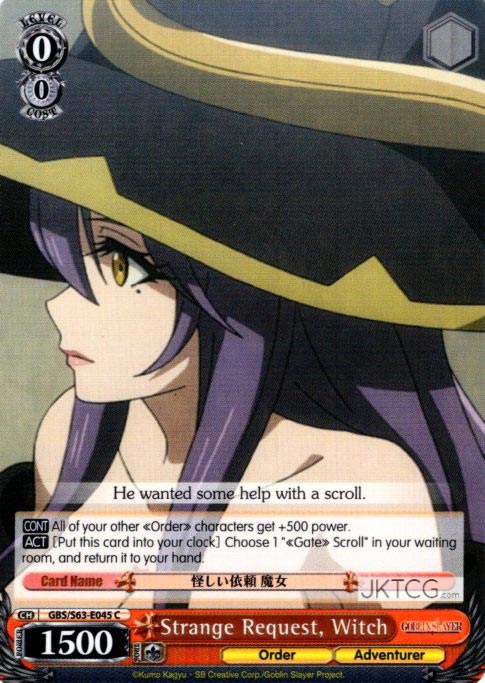 LEVEL
0
0
COST
He wanted some help with a scroll.
CONT All of your other «Order» characters get +500 power.
ACT [Put this card into your clock] Choose 1 "«Gate» Scroll" in your waiting
room, and return it to your hand.
Card Name
怪しい依頼 魔女
JKTCG.com
CH GBS/S63-E045 C
POWER
1500
SOUL
Strange Request, Witch
GOBLIN SLAYER
Order
Adventurer
©Kumo Kagyu・SB Creative Corp./Goblin Slayer Project.